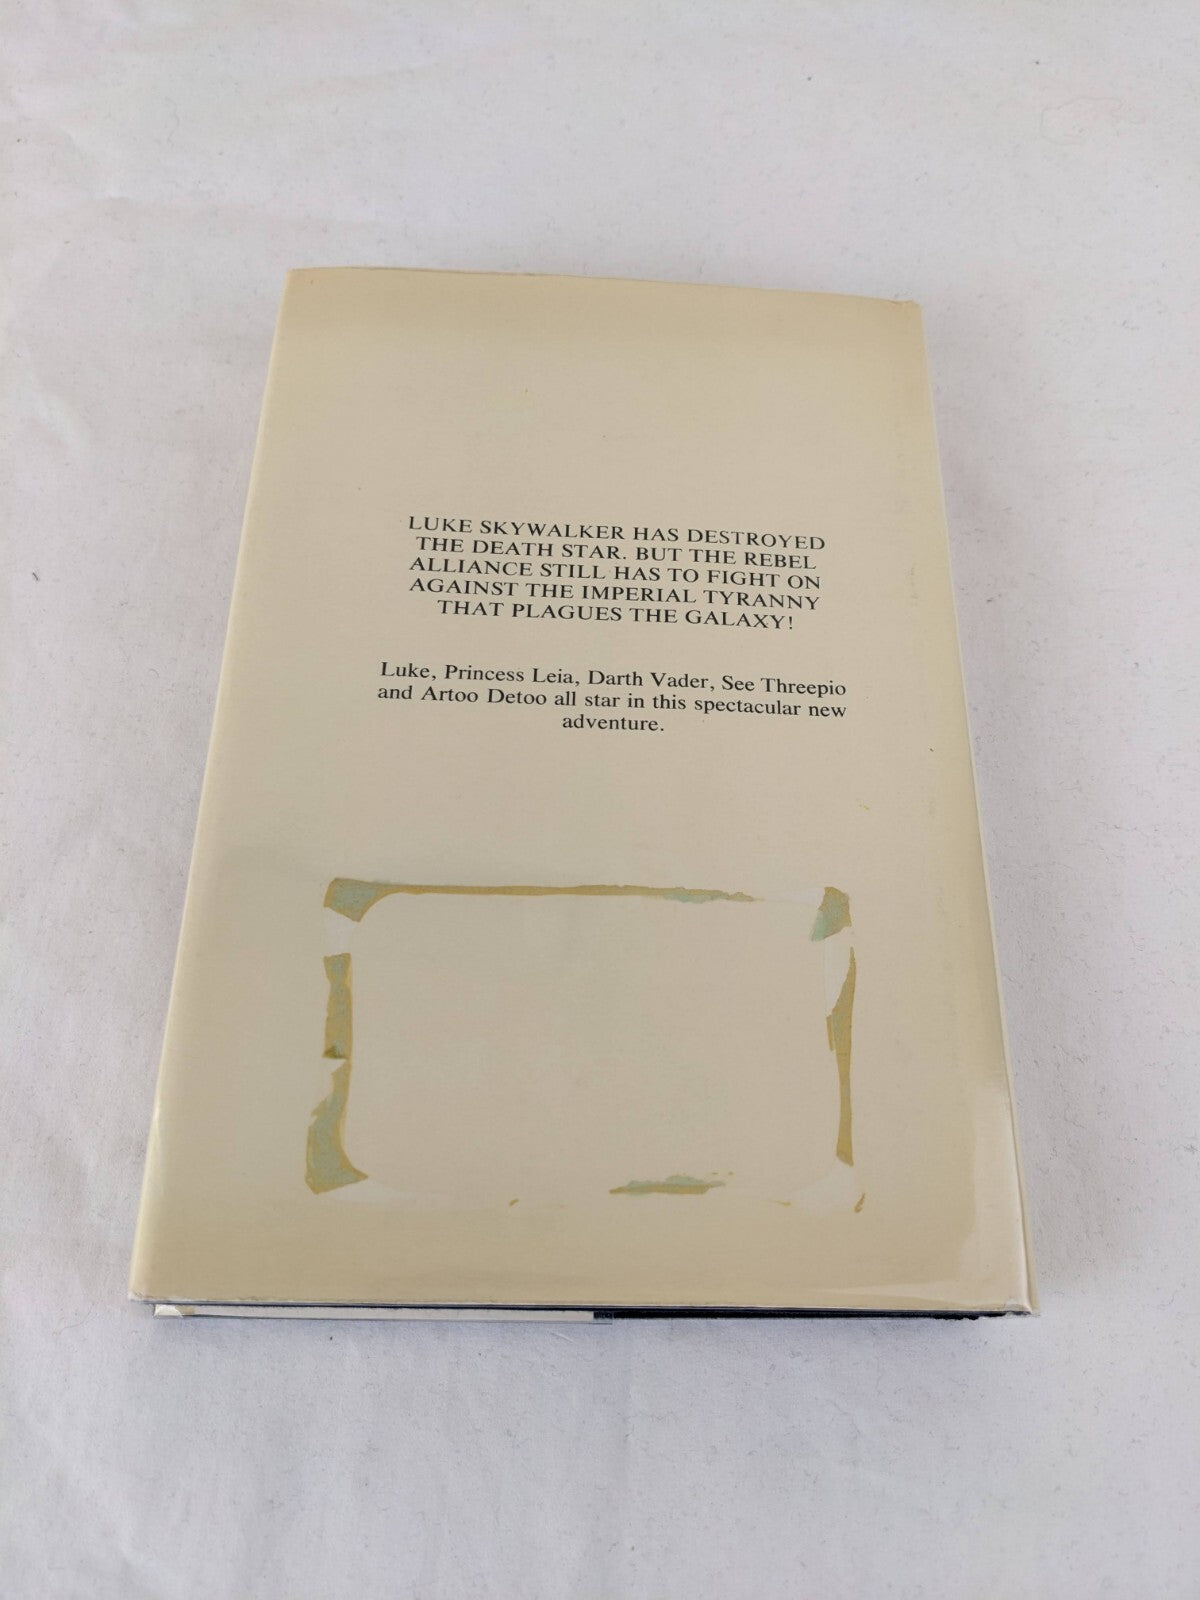 LUKE SKYWALKER HAS DESTROYED
THE DEATH STAR. BUT THE REBEL
ALLIANCE STILL HAS TO FIGHT ON
AGAINST THE IMPERIAL TYRANNY
THAT PLAGUES THE GALAXY!
Luke, Princess Leia, Darth Vader, See Threepio
and Artoo Detoo all star in this spectacular new
adventure.